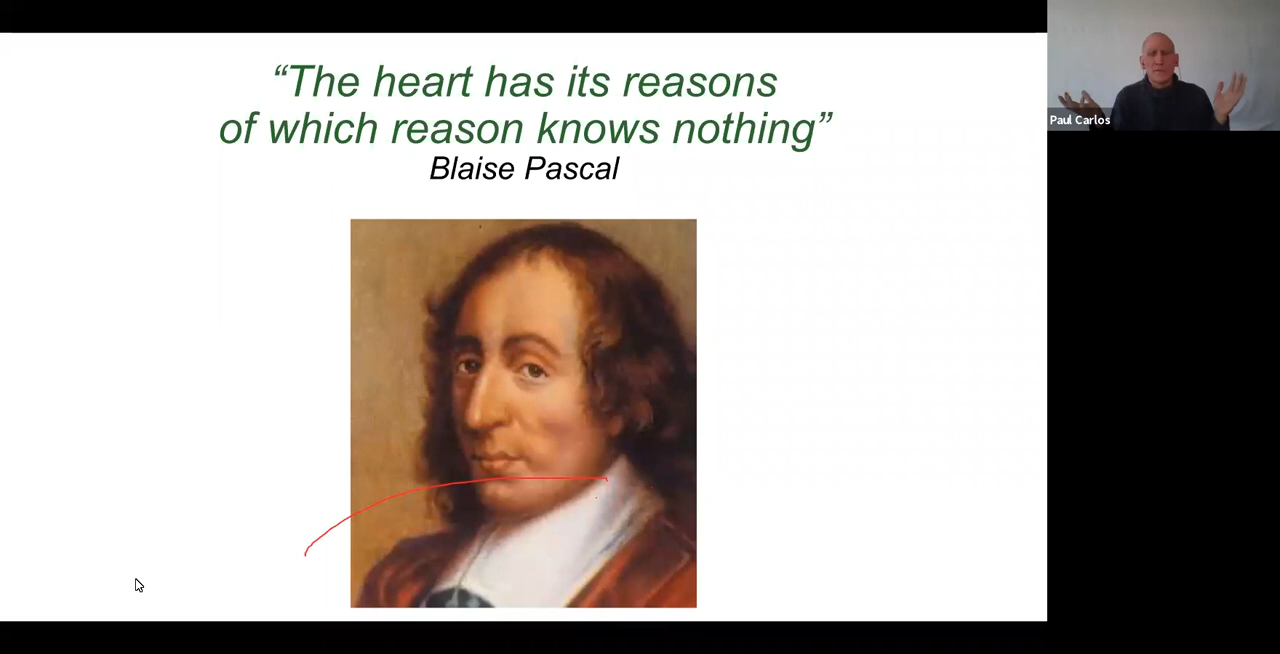 “The heart has its reasons
of which reason knows nothing”
Blaise Pascal
Paul Carlos